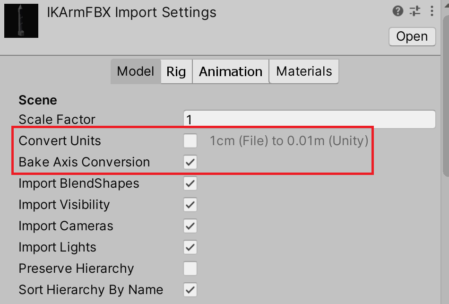 IKArmFBX Import Settings
Open
Model Rig Animation Materials
Scene
Scale Factor 1
Convert Units 1cm (File) to 0.01m (Unity)
Bake Axis Conversion
Import BlendShapes
Import Visibility
Import Cameras
Import Lights
Preserve Hierarchy
Sort Hierarchy By Name